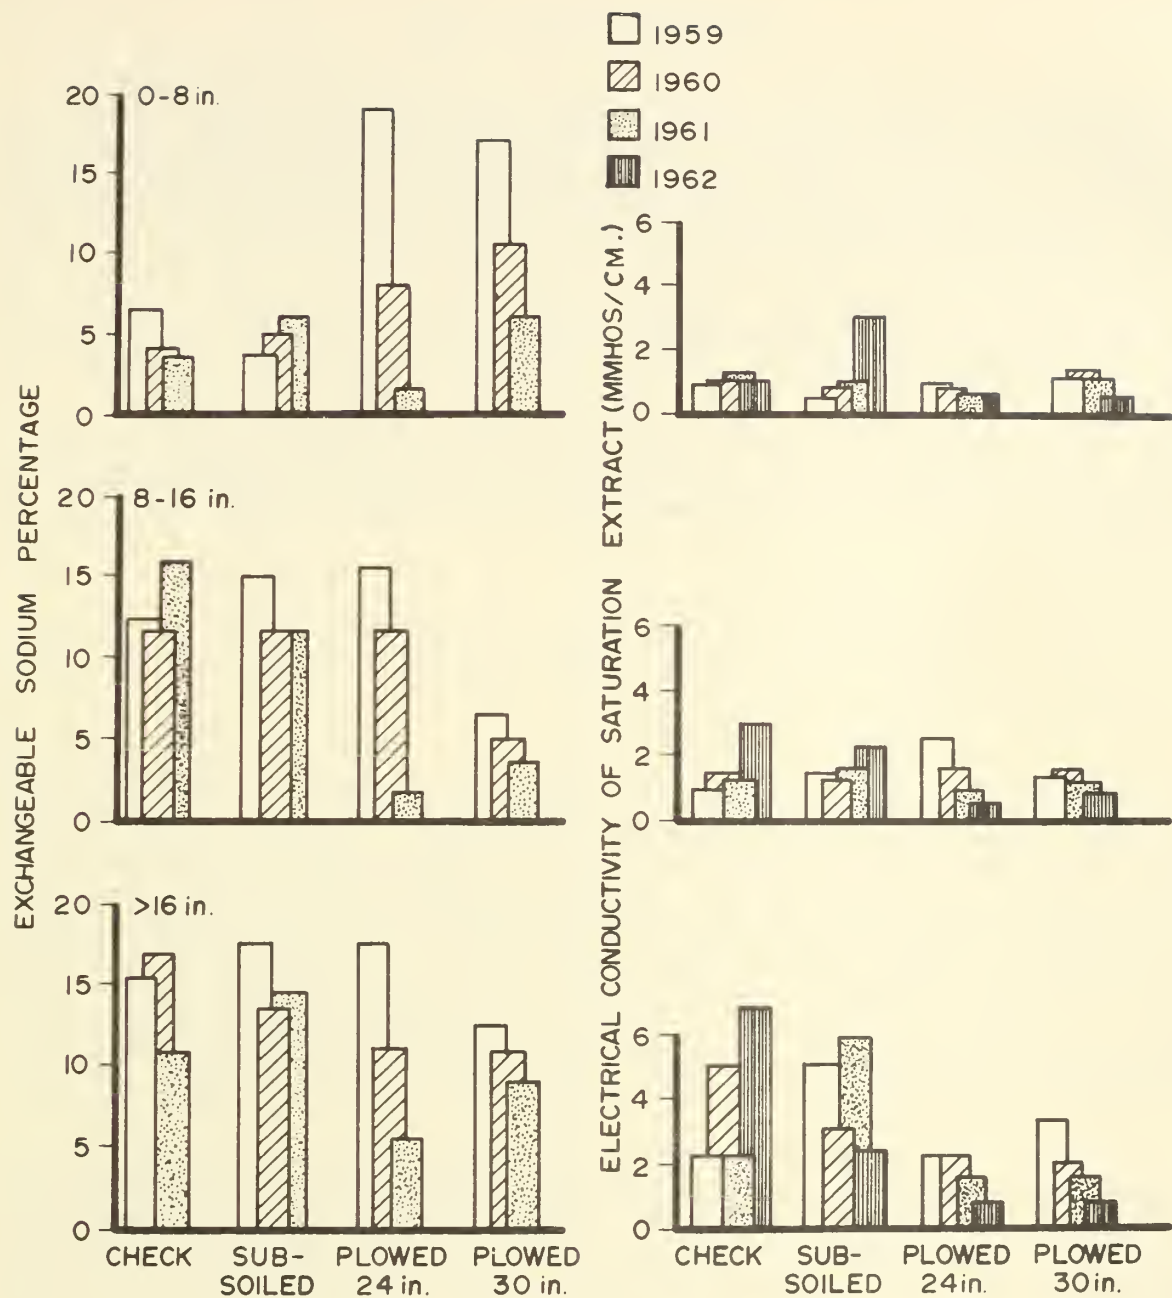 1959
1960
1961
1962
EXCHANGEABLE SODIUM PERCENTAGE
0-8 in.
20
15
10
5
0
8-16 in.
20
15
10
5
0
>16 in.
20
15
10
5
0
CHECK
SUB-
SOILED
PLOWED
24 in.
PLOWED
30 in.
ELECTRICAL CONDUCTIVITY OF SATURATION EXTRACT (MMHOS/CM.)
6
4
2
0
6
4
2
0
6
4
2
0
CHECK
SUB-
SOILED
PLOWED
24 in.
PLOWED
30 in.